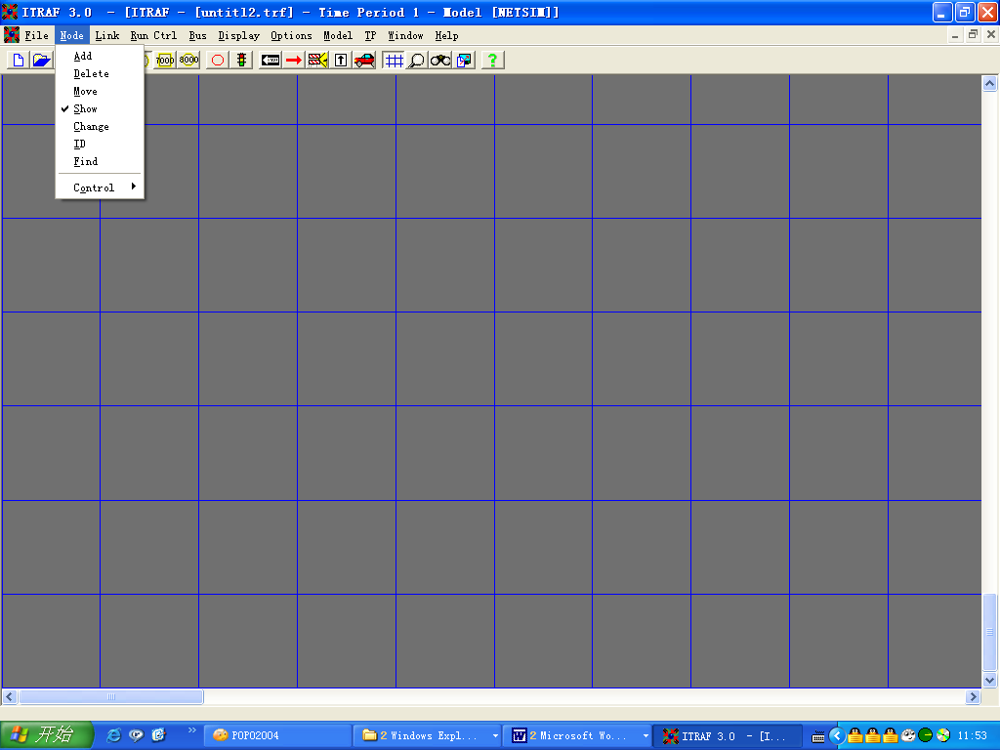 ITRAF 3.0 - [ITRAF - [untitl2.trf] - Time Period 1 - Model [NETSIM]]
File Node Link Run Ctrl Bus Display Options Model TP Window Help
7000 8000 ?
Add
Delete
Move
Show
Change
ID
Find
Control
开始 POPO2004 2 Windows Expl... 2 Microsoft Wo... ITRAF 3.0 - [I... 11:53